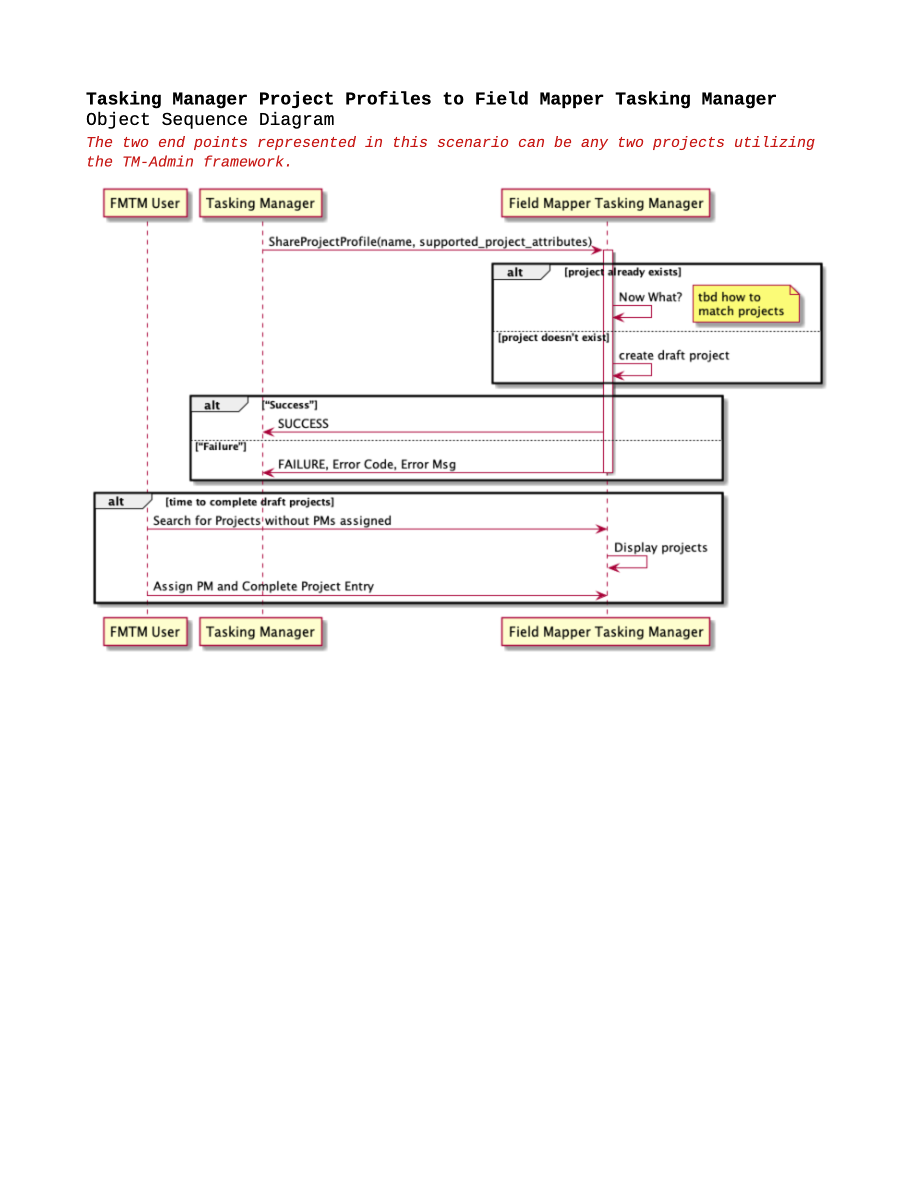 Tasking Manager Project Profiles to Field Mapper Tasking Manager
Object Sequence Diagram
The two end points represented in this scenario can be any two projects utilizing
the TM-Admin framework.
FMTM User
Tasking Manager
Field Mapper Tasking Manager
ShareProjectProfile(name, supported_project_attributes)
alt
[project already exists]
Now What?
tbd how to
match projects
[project doesn't exist]
create draft project
alt
["Success"]
SUCCESS
["Failure"]
FAILURE, Error Code, Error Msg
alt
[time to complete draft projects]
Search for Projects without PMs assigned
Display projects
Assign PM and Complete Project Entry
FMTM User
Tasking Manager
Field Mapper Tasking Manager